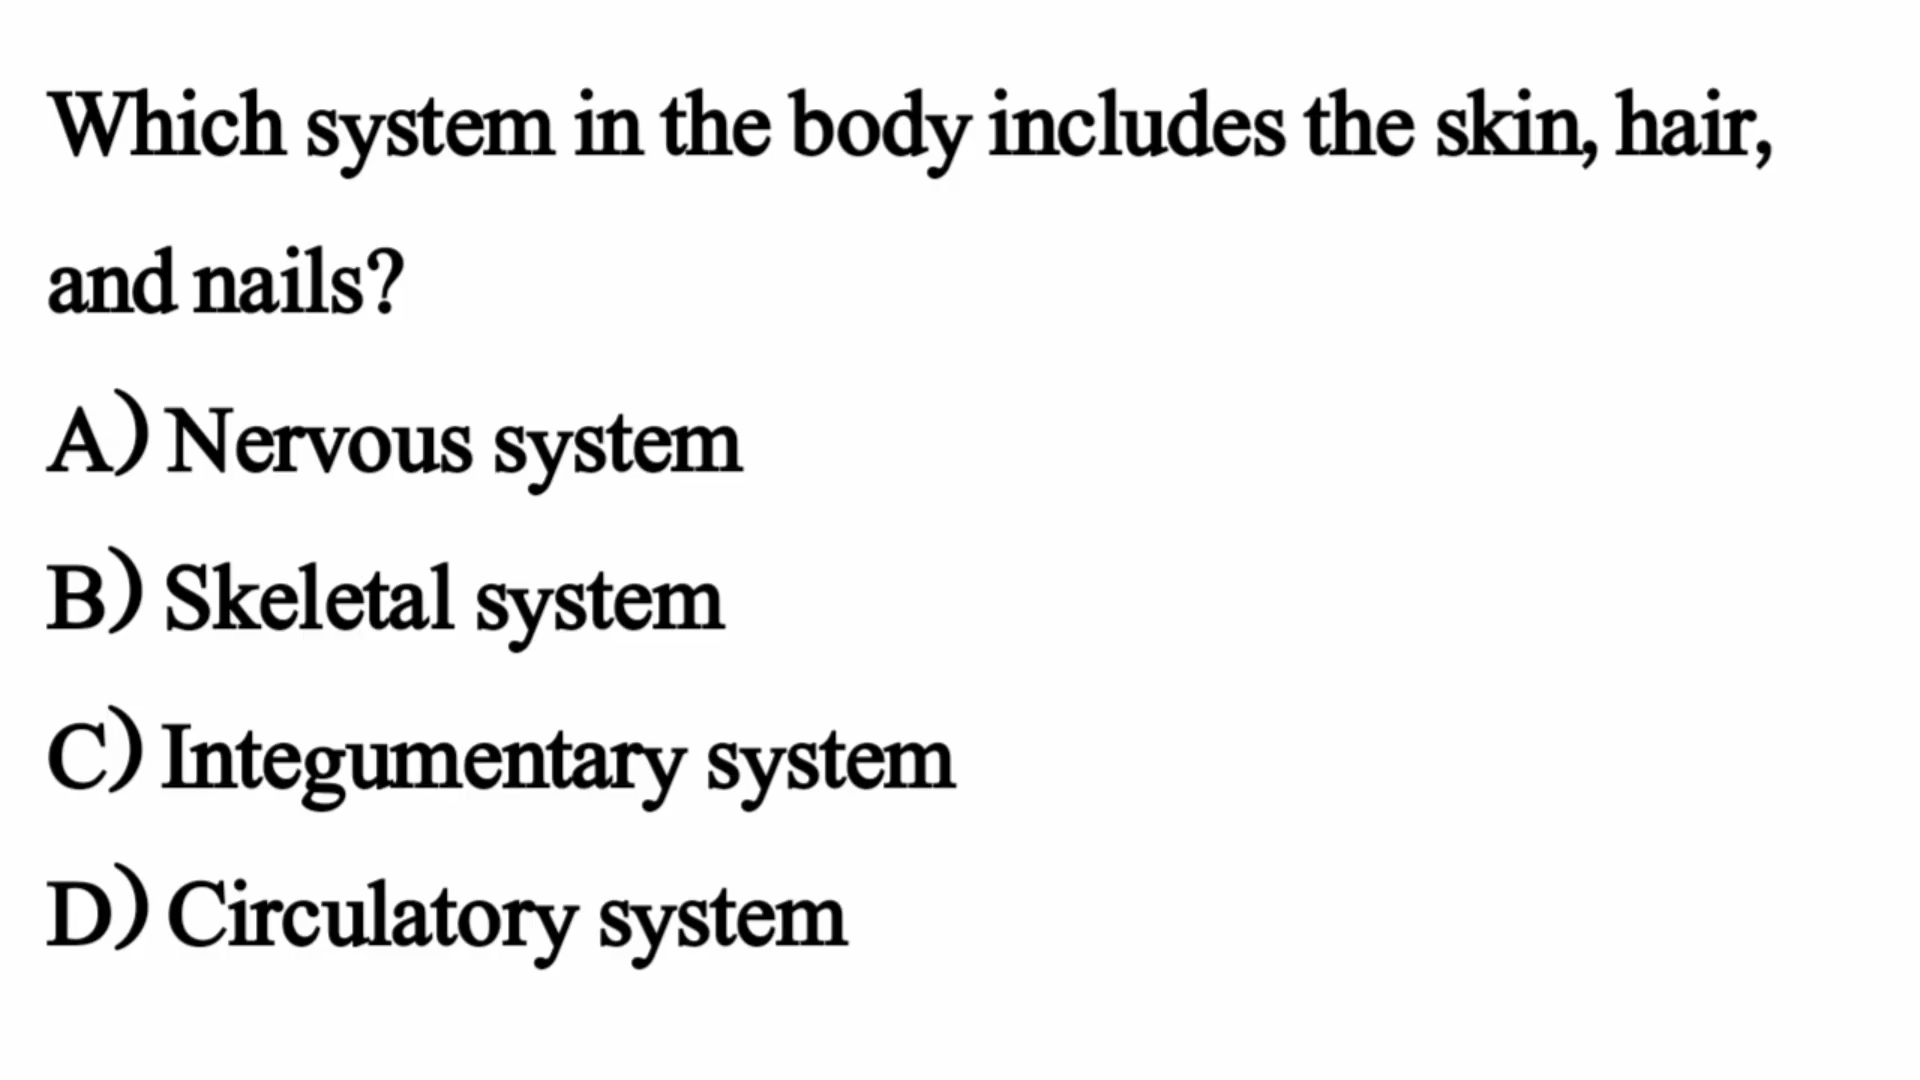 Which system in the body includes the skin, hair,
and nails?
A) Nervous system
B) Skeletal system
C) Integumentary system
D) Circulatory system